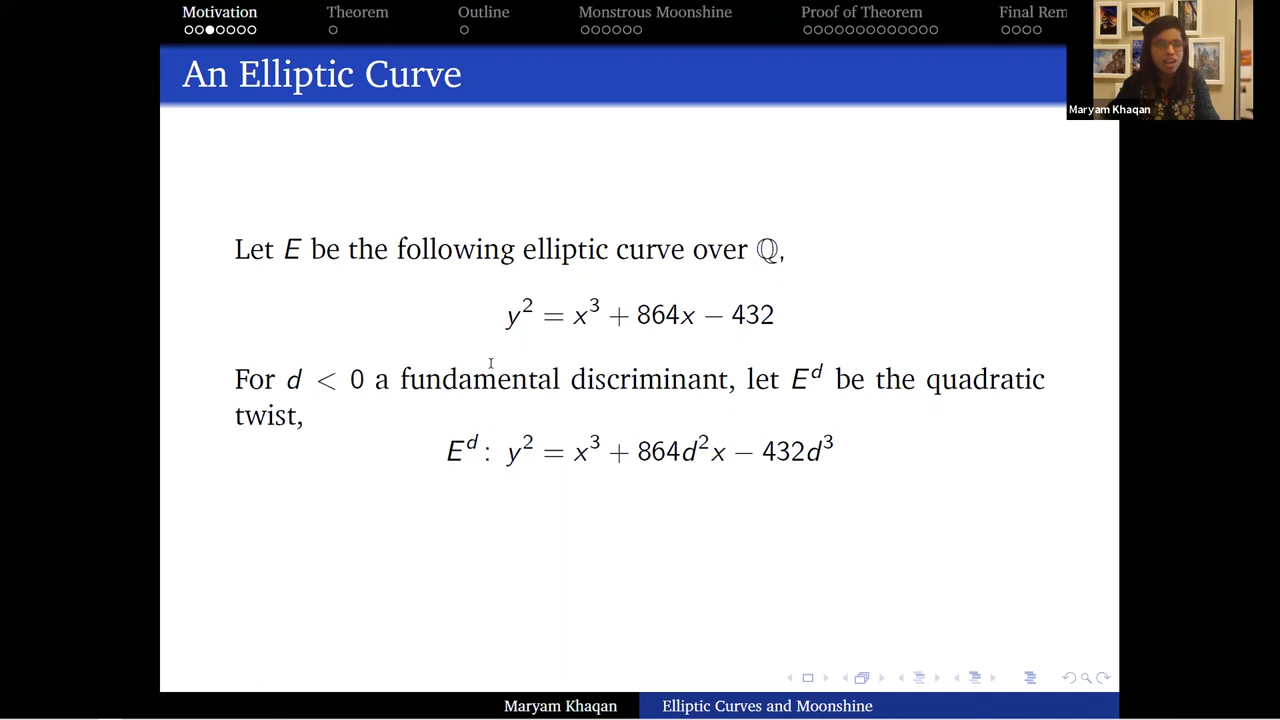 Motivation Theorem Outline Monstrous Moonshine Proof of Theorem Final Rem
An Elliptic Curve
Maryam Khaqan
Let E be the following elliptic curve over ℚ,
y² = x³ + 864x − 432
For d < 0 a fundamental discriminant, let Eᵈ be the quadratic
twist,
Eᵈ: y² = x³ + 864d²x − 432d³
Maryam Khaqan Elliptic Curves and Moonshine